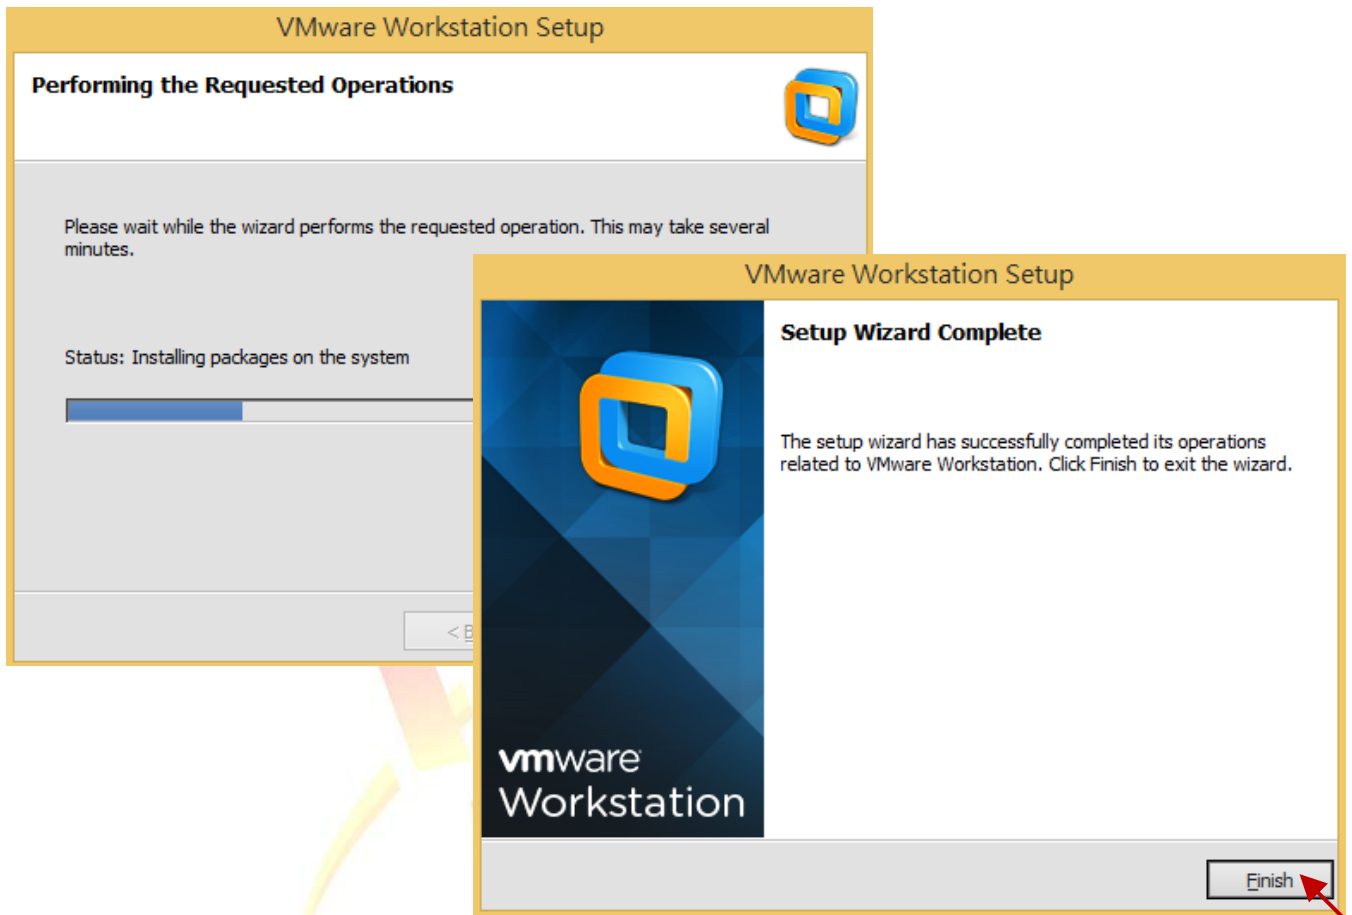 VMware Workstation Setup
Performing the Requested Operations
Please wait while the wizard performs the requested operation. This may take several
minutes.
Status: Installing packages on the system
< B
VMware Workstation Setup
Setup Wizard Complete
The setup wizard has successfully completed its operations
related to VMware Workstation. Click Finish to exit the wizard.
vmware
Workstation
Finish